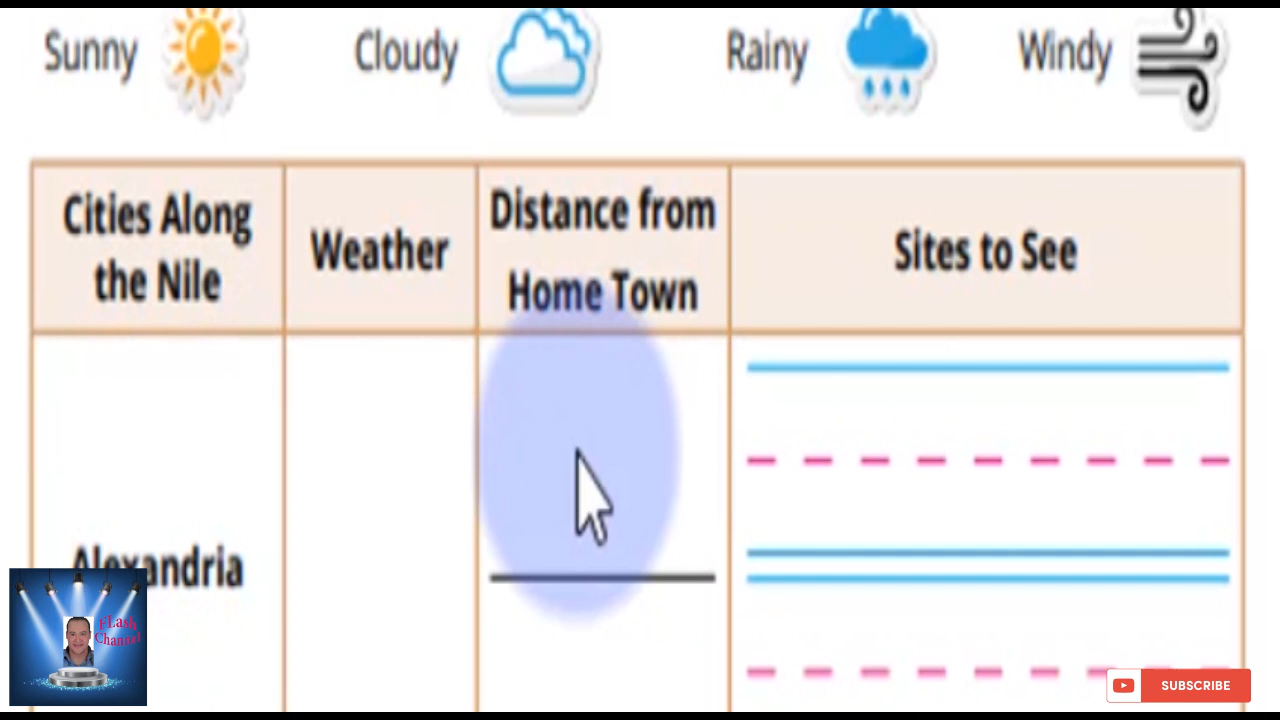 Sunny Cloudy Rainy Windy
Cities Along
the Nile
Weather
Distance from
Home Town
Sites to See
Alexandria
FLash
Channel
SUBSCRIBE